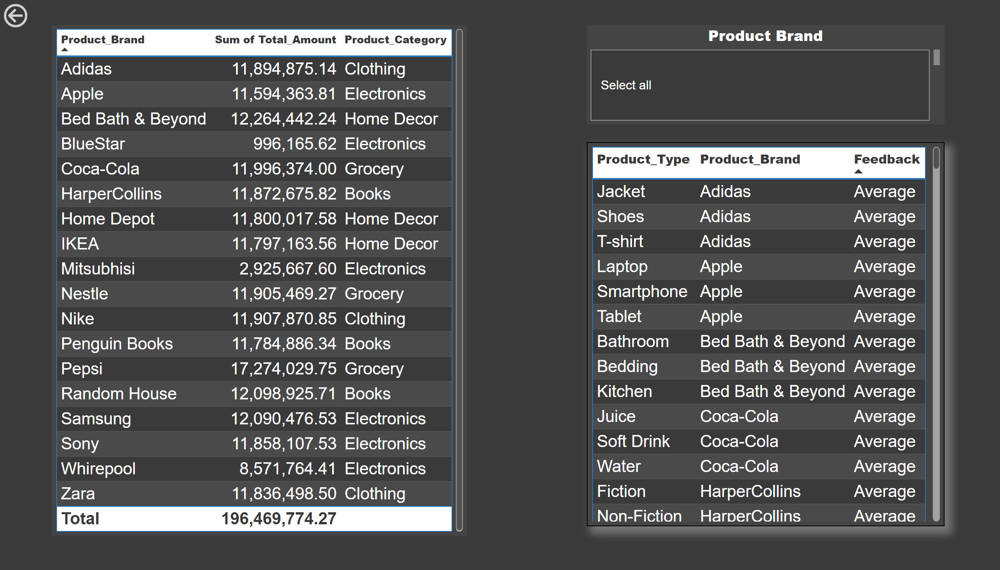 Product_Brand Sum of Total_Amount Product_Category
Adidas 11,894,875.14 Clothing
Apple 11,594,363.81 Electronics
Bed Bath & Beyond 12,264,442.24 Home Decor
BlueStar 996,165.62 Electronics
Coca-Cola 11,996,374.00 Grocery
HarperCollins 11,872,675.82 Books
Home Depot 11,800,017.58 Home Decor
IKEA 11,797,163.56 Home Decor
Mitsubhisi 2,925,667.60 Electronics
Nestle 11,905,469.27 Grocery
Nike 11,907,870.85 Clothing
Penguin Books 11,784,886.34 Books
Pepsi 17,274,029.75 Grocery
Random House 12,098,925.71 Books
Samsung 12,090,476.53 Electronics
Sony 11,858,107.53 Electronics
Whirepool 8,571,764.41 Electronics
Zara 11,836,498.50 Clothing
Total 196,469,774.27
Product Brand
Select all
Product_Type Product_Brand Feedback
Jacket Adidas Average
Shoes Adidas Average
T-shirt Adidas Average
Laptop Apple Average
Smartphone Apple Average
Tablet Apple Average
Bathroom Bed Bath & Beyond Average
Bedding Bed Bath & Beyond Average
Kitchen Bed Bath & Beyond Average
Juice Coca-Cola Average
Soft Drink Coca-Cola Average
Water Coca-Cola Average
Fiction HarperCollins Average
Non-Fiction HarperCollins Average